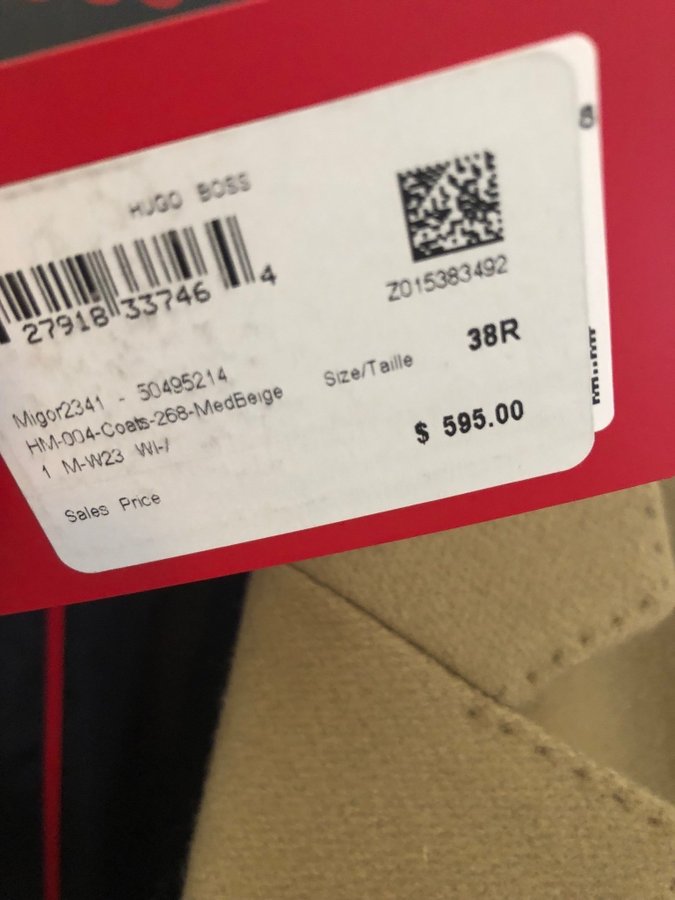 HUGO BOSS
27918 33746 4
Z015383492
Migor2341 - 50495214
HM-004-Coats-268-MedBeige
1 M-W23 WI-/
Size/Taille 38R
Sales Price $ 595.00
8